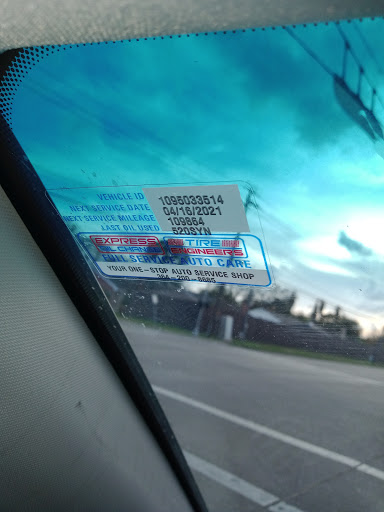 VEHICLE ID 1095033514
NEXT SERVICE DATE 04/16/2021
NEXT SERVICE MILEAGE 109864
LAST OIL USED 520SYN
EXPRESS OIL CHANGE TIRE ENGINEERS
FULL SERVICE AUTO CARE
YOUR ONE-STOP AUTO SERVICE SHOP